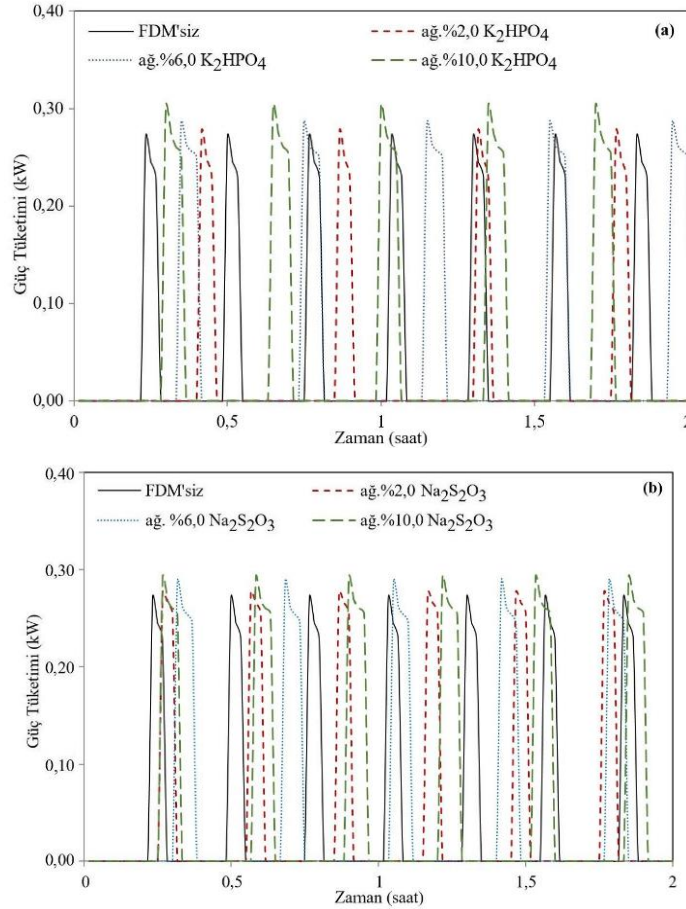 0,40
(a)
FDM'siz
ağ.%2,0 K₂HPO₄
ağ.%6,0 K₂HPO₄
ağ.%10,0 K₂HPO₄
0,30
0,20
0,10
0,00
Güç Tüketimi (kW)
0
0,5
1
1,5
2
Zaman (saat)
0,40
(b)
FDM'siz
ağ.%2,0 Na₂S₂O₃
ağ. %6,0 Na₂S₂O₃
ağ.%10,0 Na₂S₂O₃
0,30
0,20
0,10
0,00
Güç Tüketimi (kW)
0
0,5
1
1,5
2
Zaman (saat)